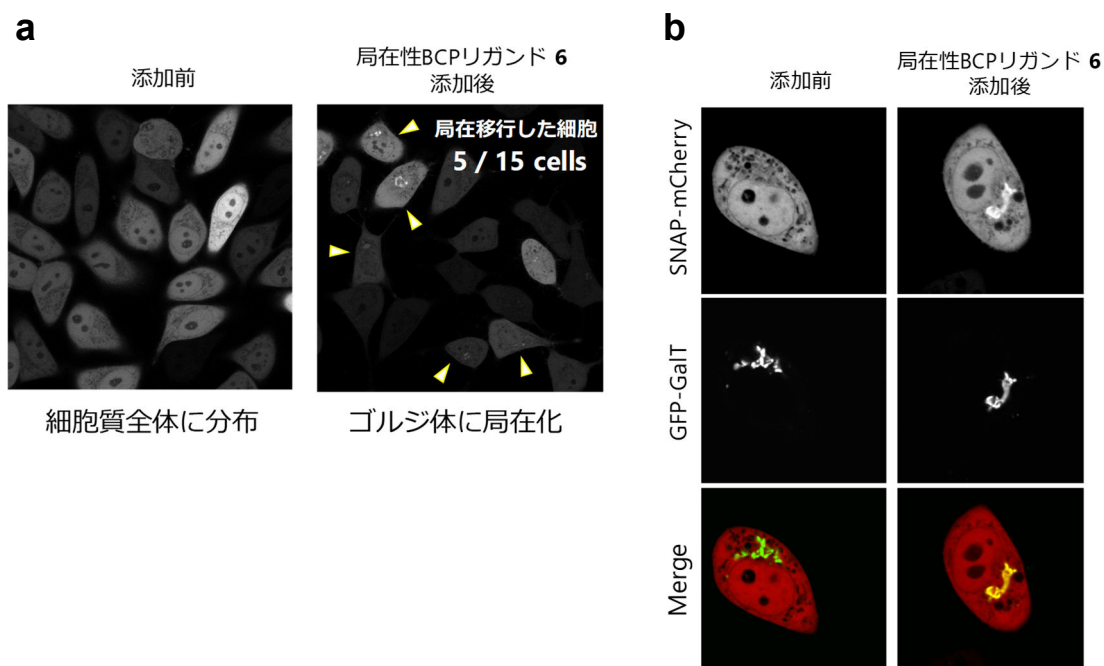 a
添加前
局在性BCPリガンド 6
添加後
局在移行した細胞
5 / 15 cells
細胞質全体に分布
ゴルジ体に局在化
b
添加前
局在性BCPリガンド 6
添加後
SNAP-mCherry
GFP-GalT
Merge